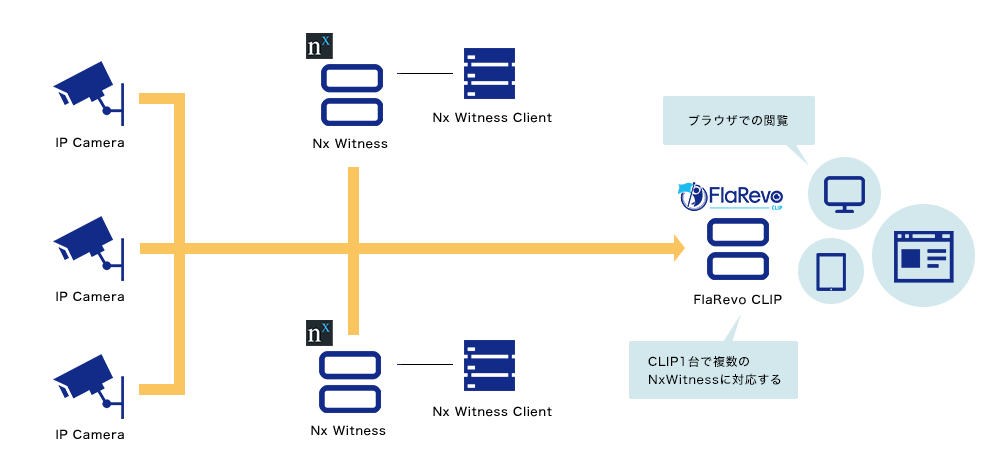 IP Camera
IP Camera
IP Camera
nx
Nx Witness
Nx Witness Client
nx
Nx Witness
Nx Witness Client
ブラウザでの閲覧
FlaRevo
CLIP
FlaRevo CLIP
CLIP1台で複数の
NxWitnessに対応する